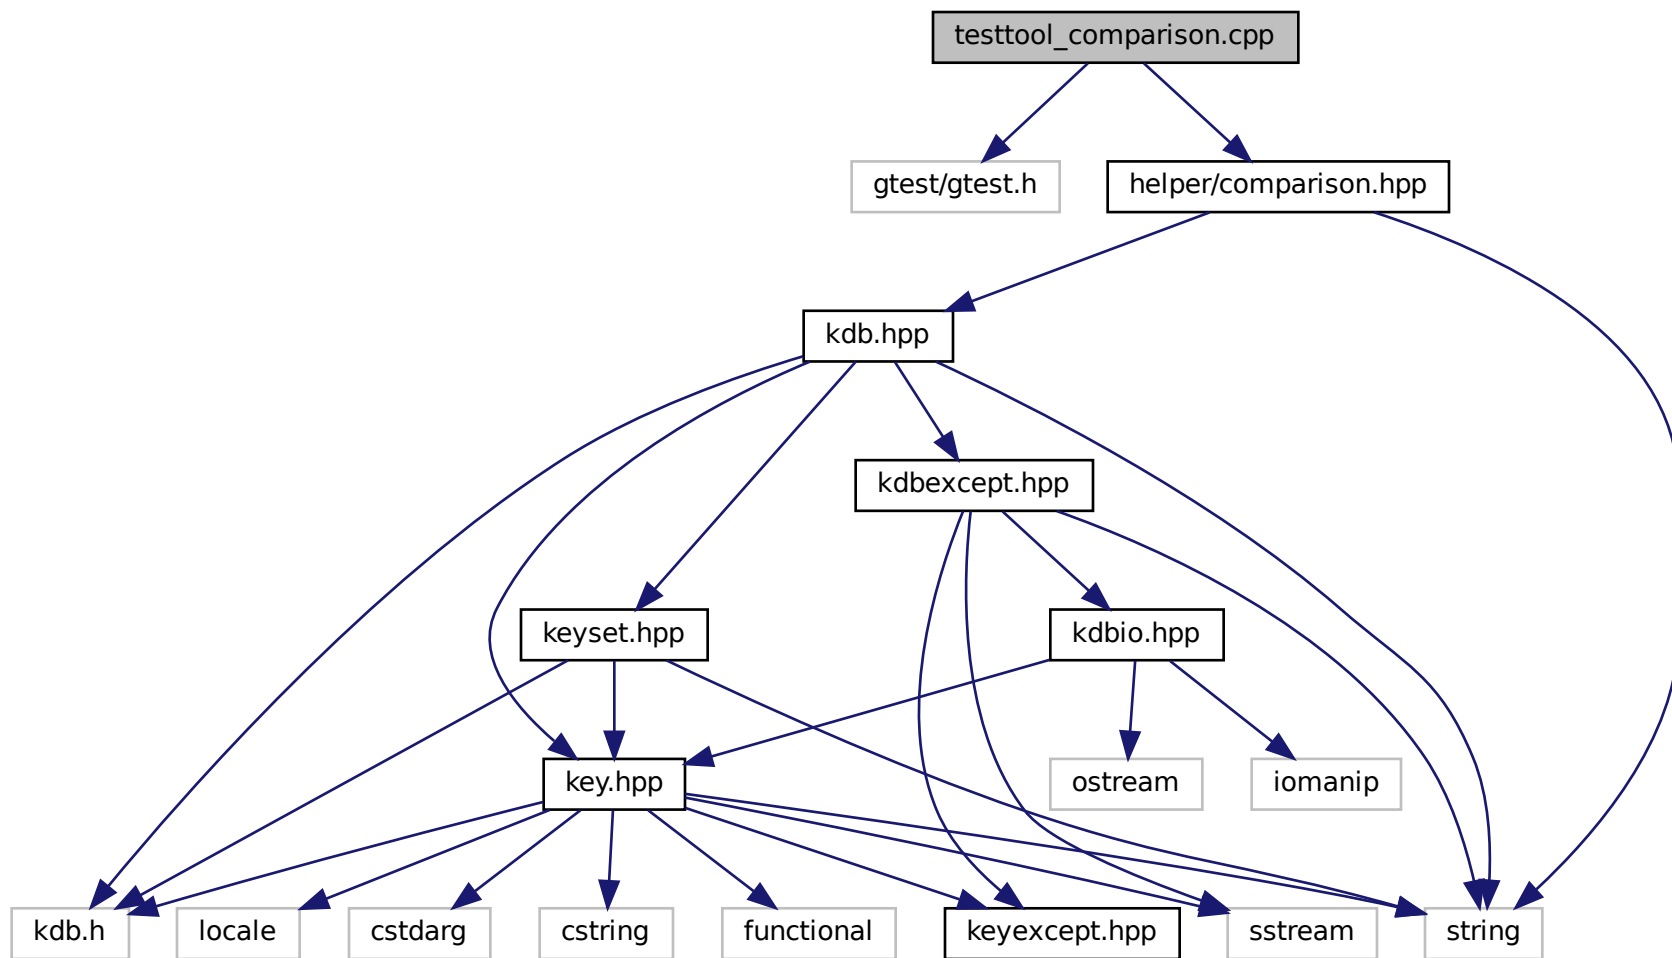 testtool_comparison.cpp
gtest/gtest.h
helper/comparison.hpp
kdb.hpp
kdbexcept.hpp
keyset.hpp
kdbio.hpp
key.hpp
ostream
iomanip
kdb.h
locale
cstdarg
cstring
functional
keyexcept.hpp
sstream
string